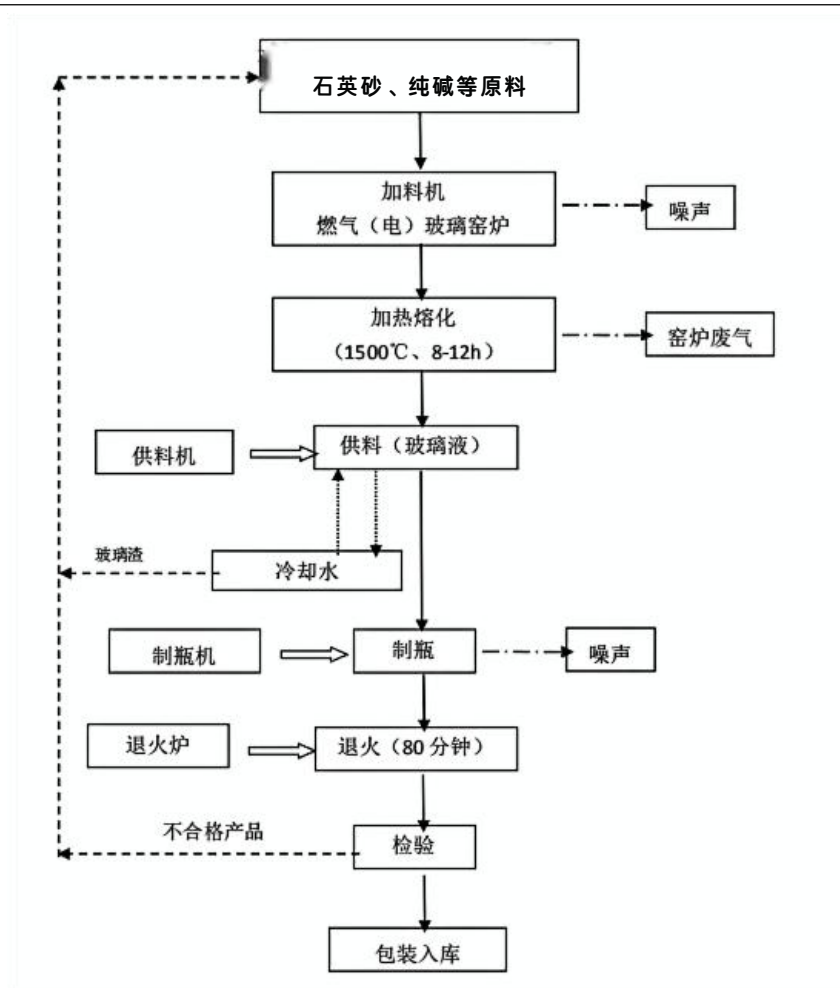 石英砂、纯碱等原料
加料机
燃气（电）玻璃窑炉
噪声
加热熔化
（1500℃、8-12h）
窑炉废气
供料机
供料（玻璃液）
玻璃渣
冷却水
制瓶机
制瓶
噪声
退火炉
退火（80分钟）
不合格产品
检验
包装入库